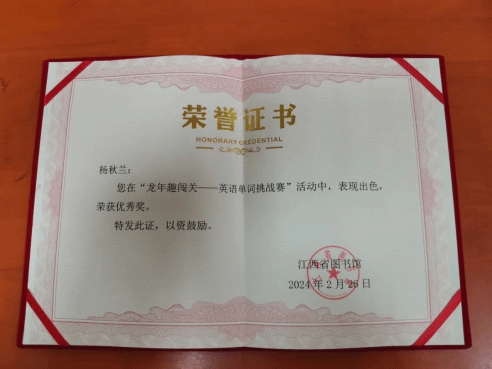 荣誉证书
HONORARY CREDENTIAL
杨秋兰：
您在“龙年趣闯关——英语单词挑战赛”活动中，表现出色，
荣获优秀奖。
特发此证，以资鼓励。
江西省图书馆
2024年2月26日